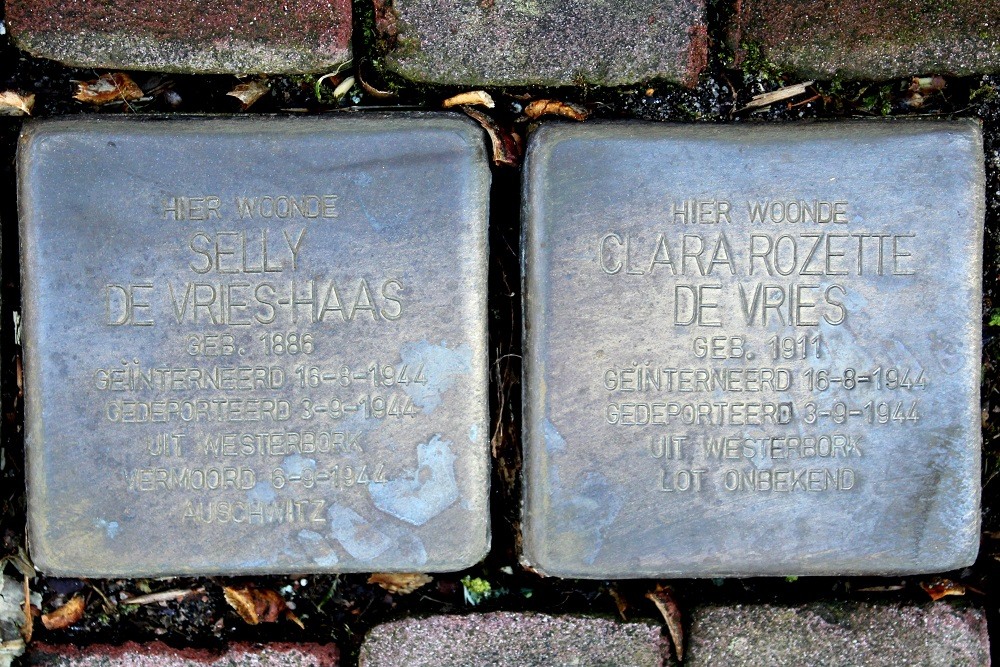 HIER WOONDE
SELLY
DE VRIES-HAAS
GEB. 1886
GEÏNTERNEERD 16-8-1944
GEDEPORTEERD 3-9-1944
UIT WESTERBORK
VERMOORD 6-9-1944
AUSCHWITZ
HIER WOONDE
CLARA ROZETTE
DE VRIES
GEB. 1911
GEÏNTERNEERD 16-8-1944
GEDEPORTEERD 3-9-1944
UIT WESTERBORK
LOT ONBEKEND